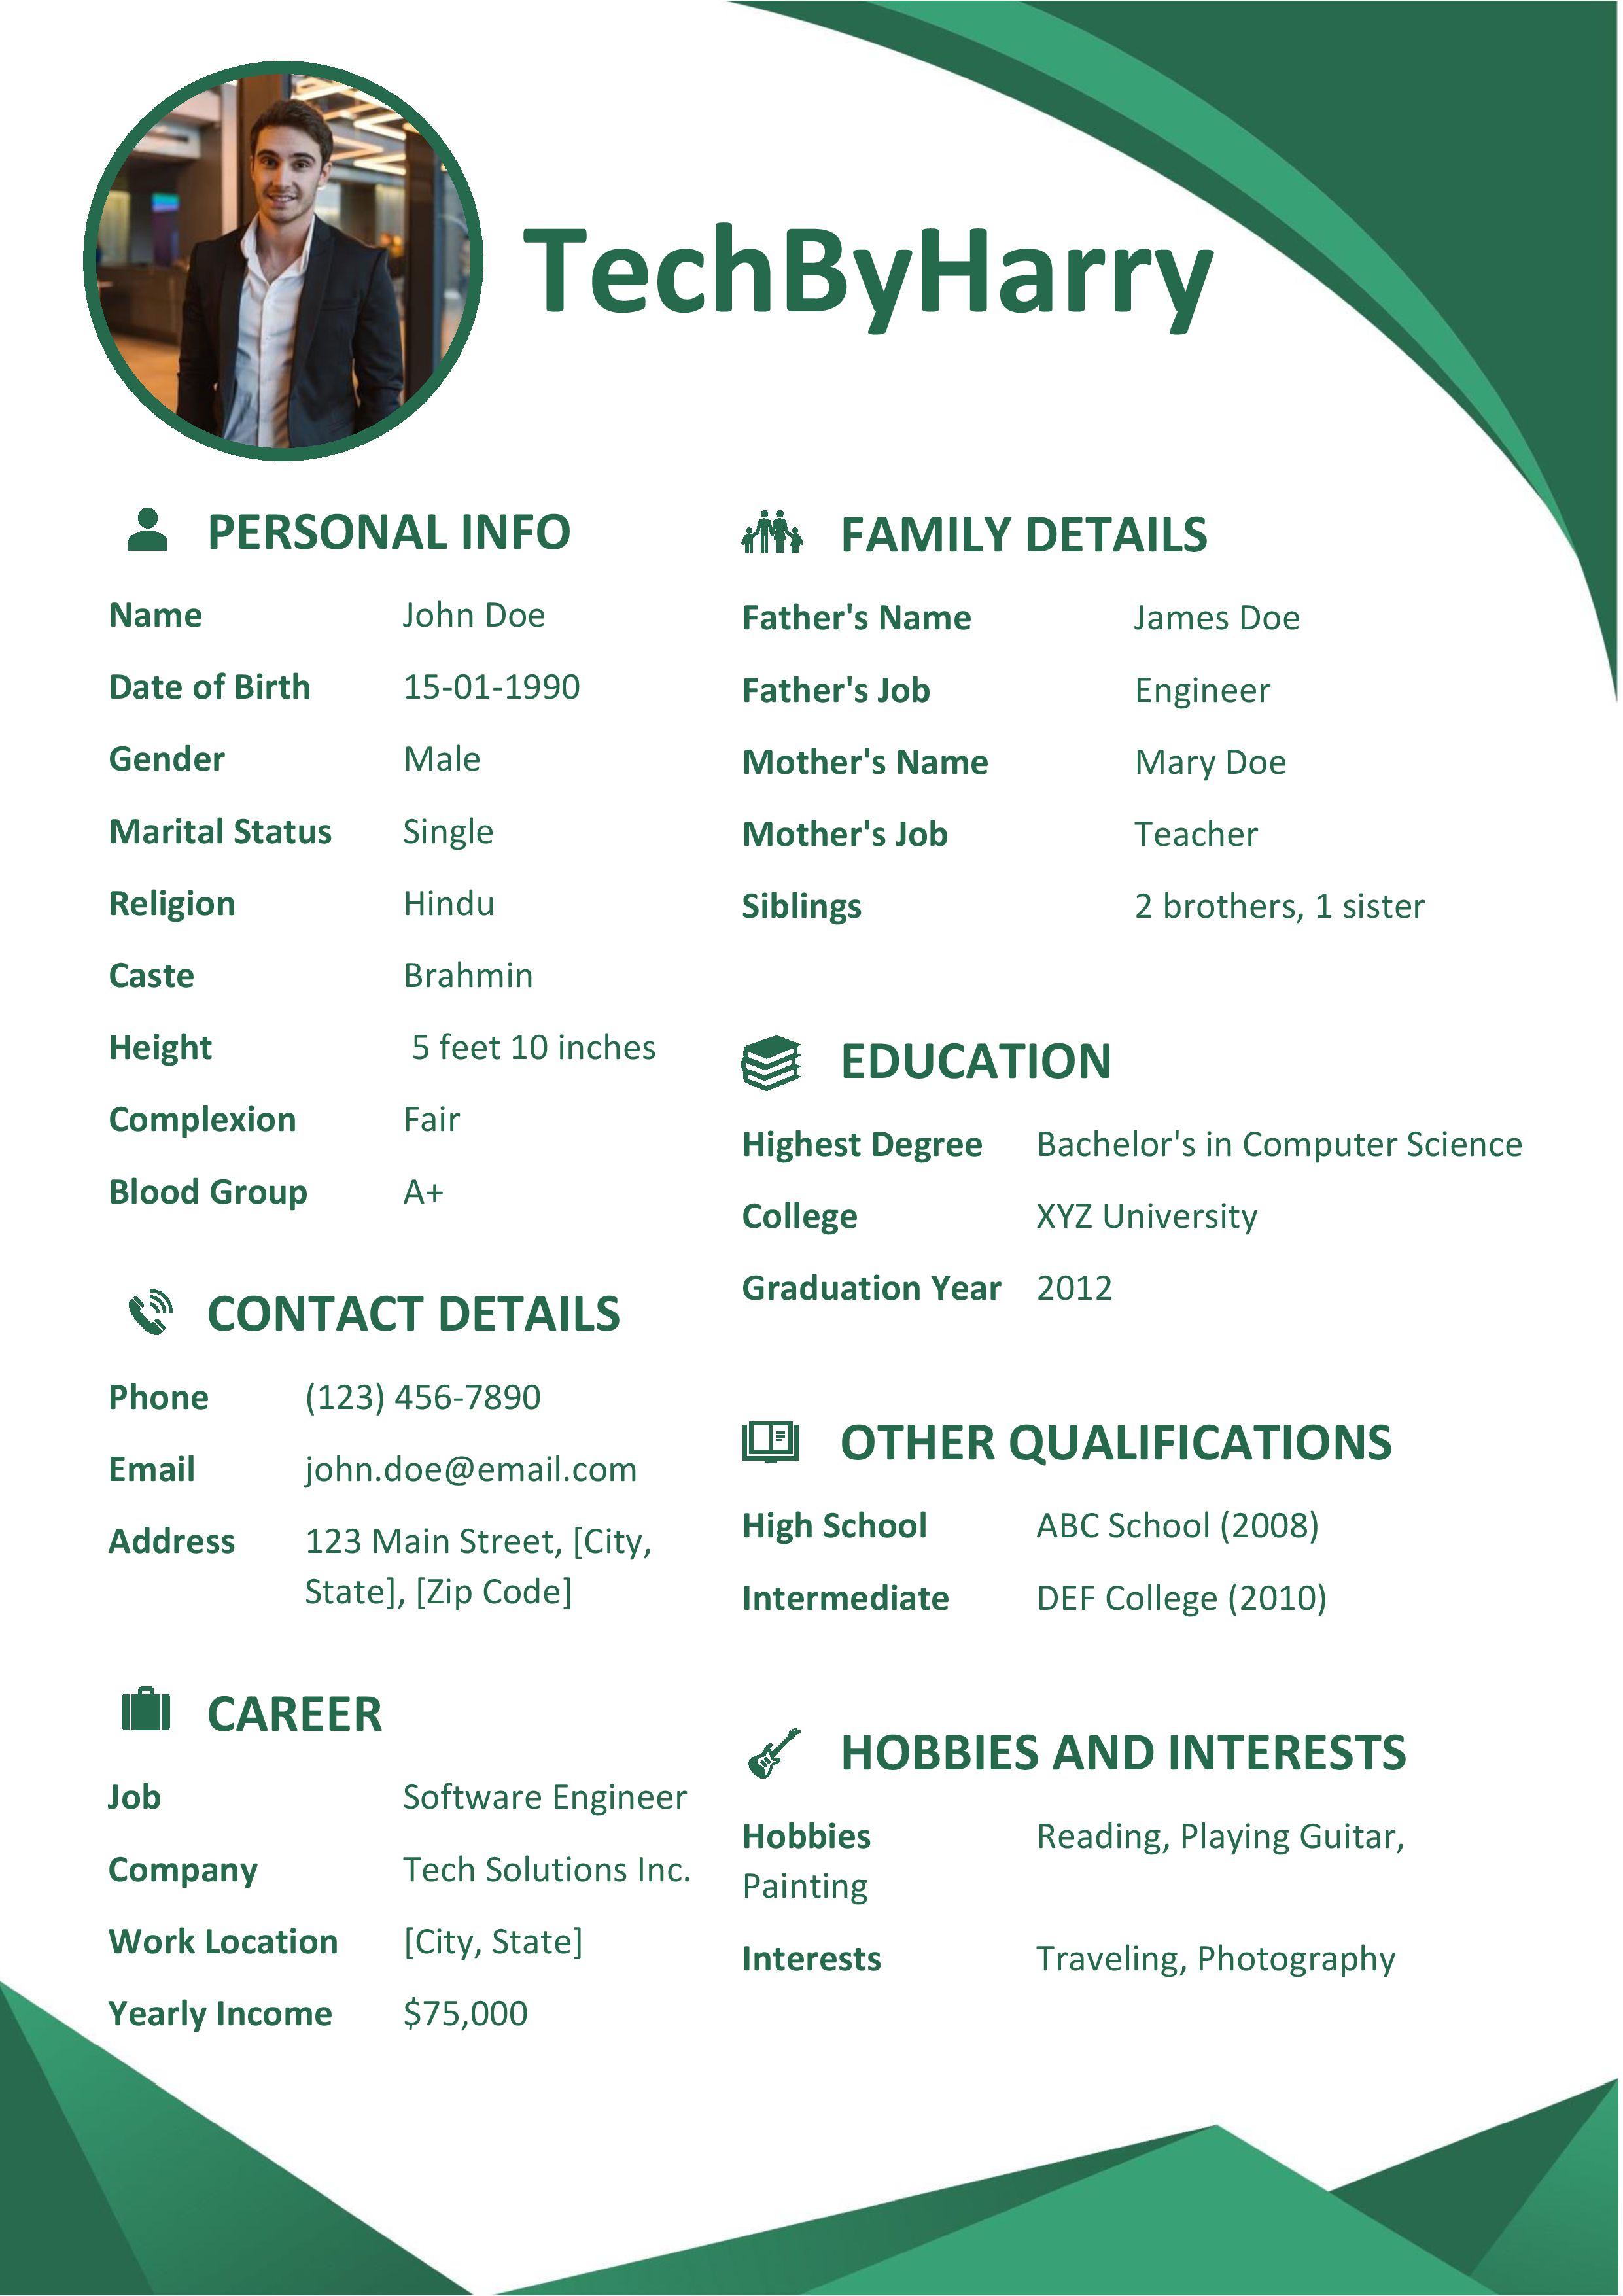 TechByHarry
PERSONAL INFO
Name John Doe
Date of Birth 15-01-1990
Gender Male
Marital Status Single
Religion Hindu
Caste Brahmin
Height 5 feet 10 inches
Complexion Fair
Blood Group A+
CONTACT DETAILS
Phone (123) 456-7890
Email john.doe@email.com
Address 123 Main Street, [City,
State], [Zip Code]
CAREER
Job Software Engineer
Company Tech Solutions Inc.
Work Location [City, State]
Yearly Income $75,000
FAMILY DETAILS
Father's Name James Doe
Father's Job Engineer
Mother's Name Mary Doe
Mother's Job Teacher
Siblings 2 brothers, 1 sister
EDUCATION
Highest Degree Bachelor's in Computer Science
College XYZ University
Graduation Year 2012
OTHER QUALIFICATIONS
High School ABC School (2008)
Intermediate DEF College (2010)
HOBBIES AND INTERESTS
Hobbies Reading, Playing Guitar,
Painting
Interests Traveling, Photography